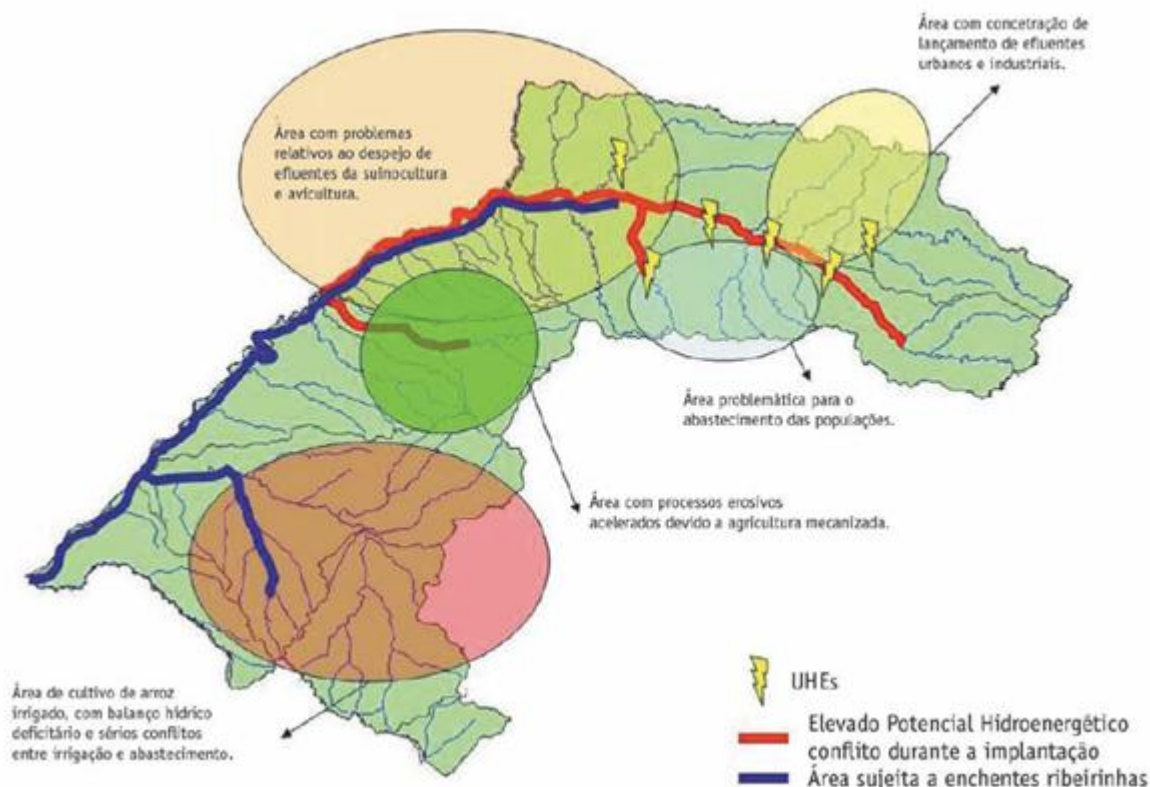 Área com concetração de
lançamento de efluentes
urbanos e industriais.
Área com problemas
relativos ao despejo de
efluentes da suinocultura
e avicultura.
Área problemática para o
abastecimento das populações.
Área com processos erosivos
acelerados devido a agricultura mecanizada.
Área de cultivo de arroz
irrigado, com balanço hídrico
deficitário e sérios conflitos
entre irrigação e abastecimento.
UHEs
Elevado Potencial Hidroenergético
conflito durante a implantação
Área sujeita a enchentes ribeirinhas